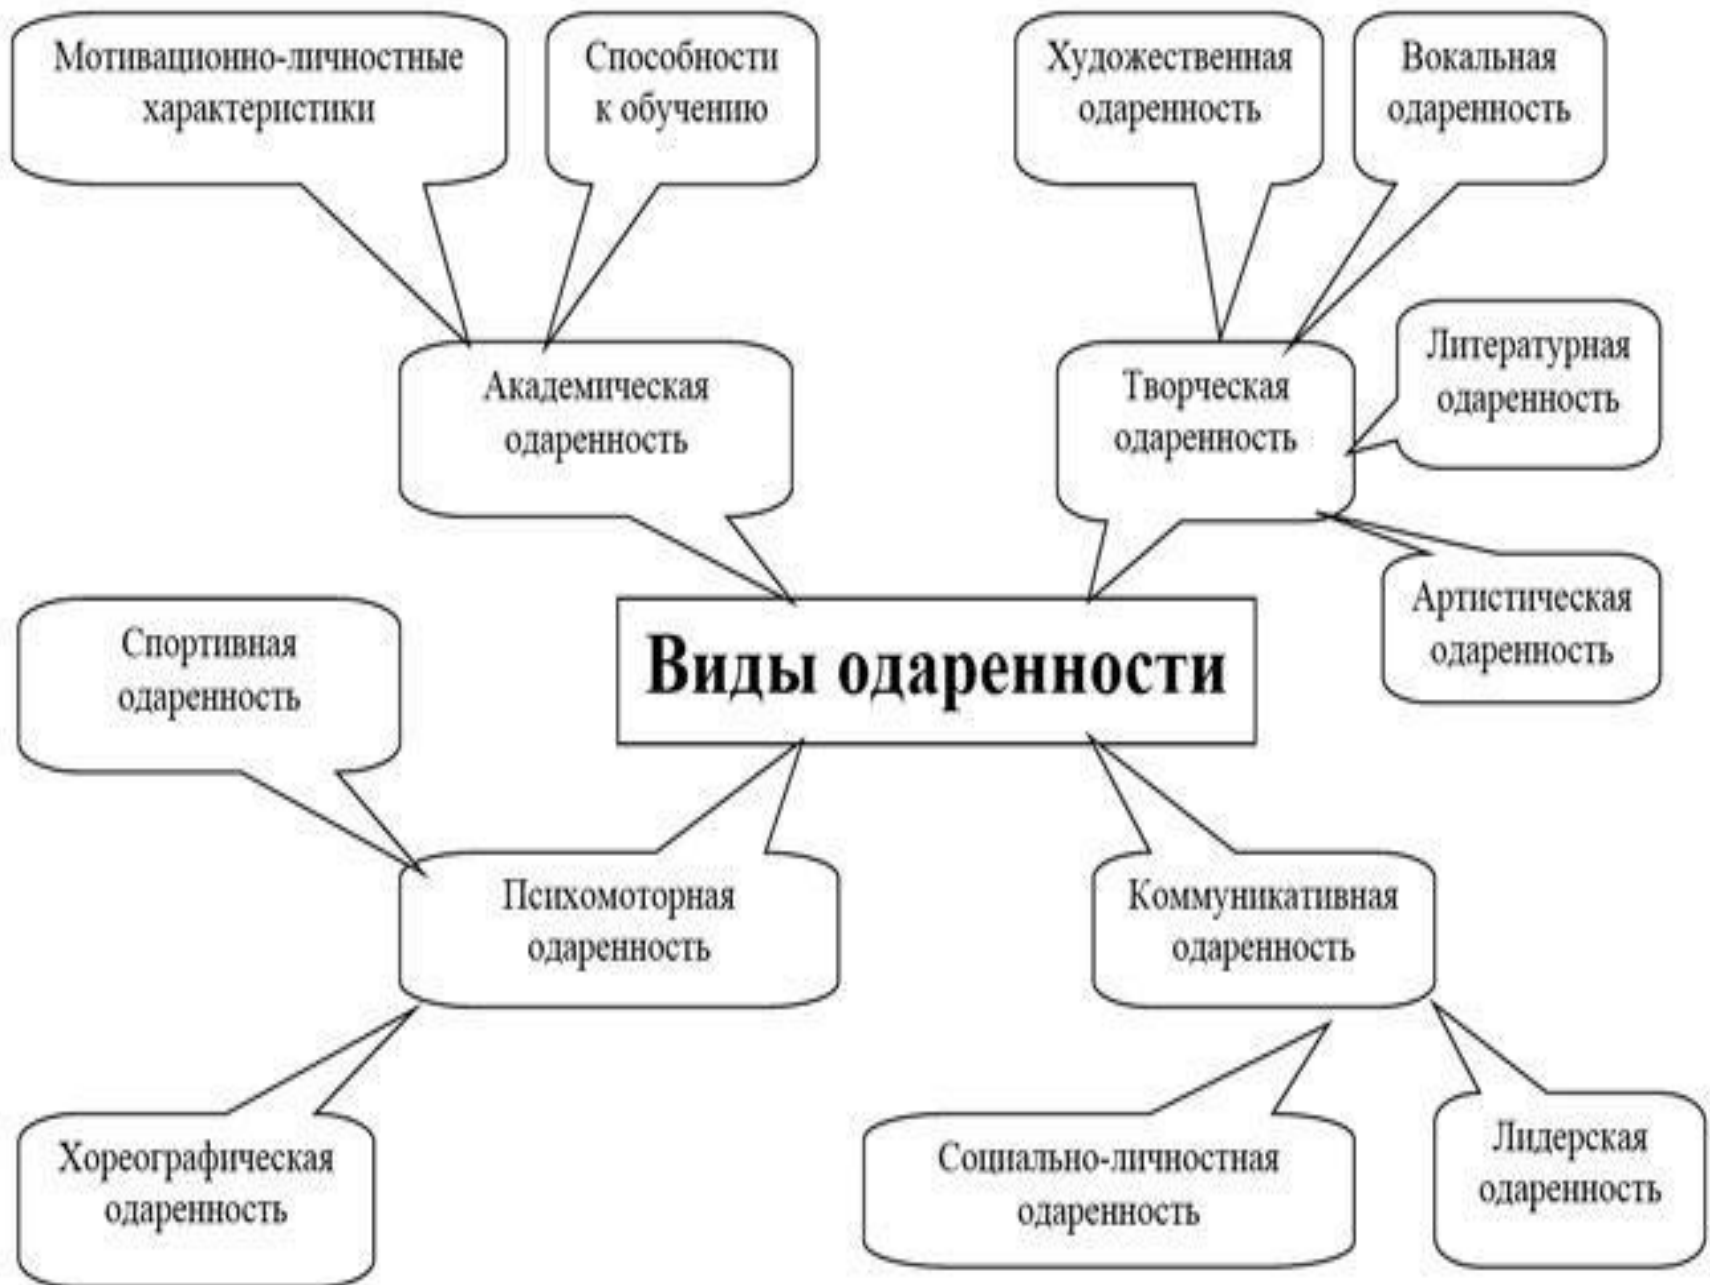 Мотивационно-личностные
характеристики
Способности
к обучению
Художественная
одаренность
Вокальная
одаренность
Академическая
одаренность
Творческая
одаренность
Литературная
одаренность
Артистическая
одаренность
Виды одаренности
Спортивная
одаренность
Психомоторная
одаренность
Коммуникативная
одаренность
Хореографическая
одаренность
Социально-личностная
одаренность
Лидерская
одаренность